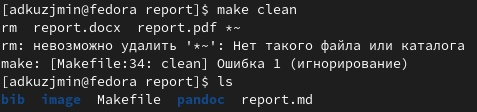 [adkuzjmin@fedora report]$ make clean
rm  report.docx  report.pdf *~
rm: невозможно удалить '*~': Нет такого файла или каталога
make: [Makefile:34: clean] Ошибка 1 (игнорирование)
[adkuzjmin@fedora report]$ ls
bib  image  Makefile  pandoc  report.md